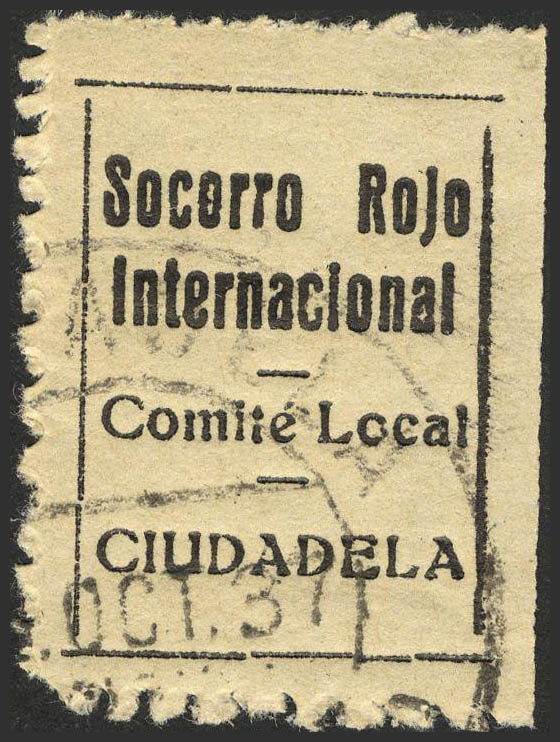 Socorro Rojo
Internacional
Comité Local
CIUDADELA
OCT.37